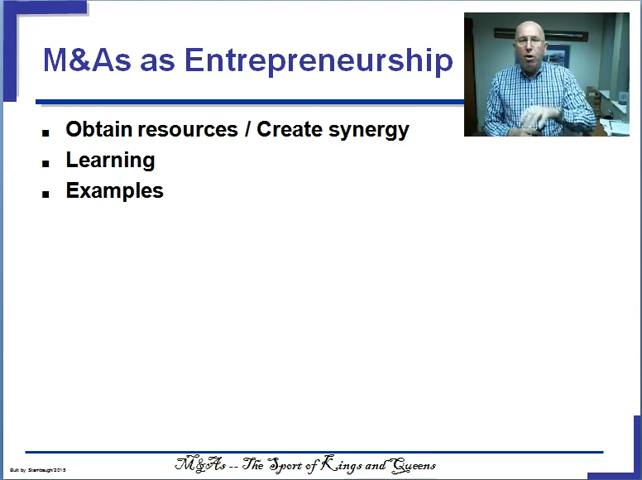 M&As as Entrepreneurship
Obtain resources / Create synergy
Learning
Examples
Built by Stambaugh/2015
M&As -- The Sport of Kings and Queens